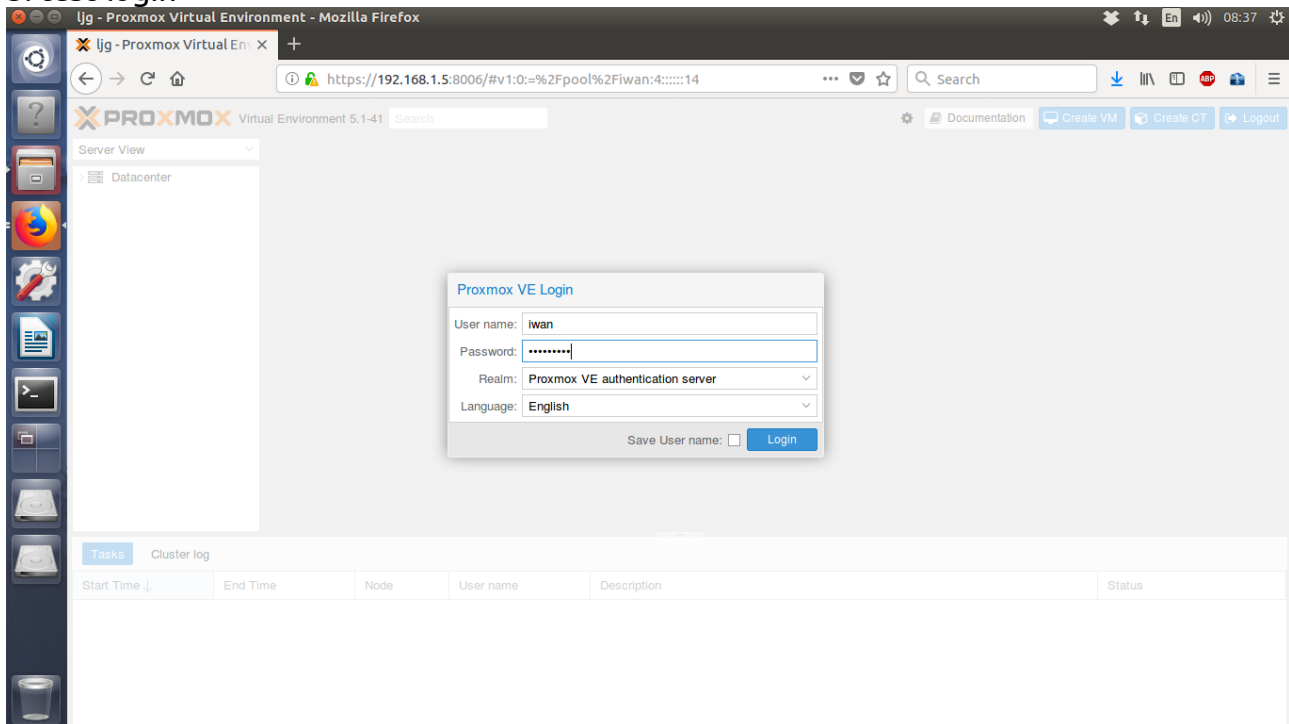 ljg - Proxmox Virtual Environment - Mozilla Firefox
En 08:37
ljg - Proxmox Virtual Env
https://192.168.1.5:8006/#v1:0:=%2Fpool%2Fiwan:4::::::14
Search
ABP
PROXMOX Virtual Environment 5.1-41 Search Documentation Create VM Create CT Logout
Server View
Datacenter
Proxmox VE Login
User name: iwan
Password: •••••••••
Realm: Proxmox VE authentication server
Language: English
Save User name: Login
Tasks Cluster log
Start Time End Time Node User name Description Status